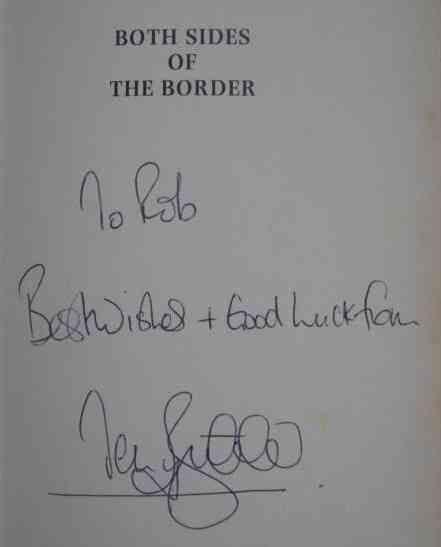 BOTH SIDES
OF
THE BORDER
To Rob
Best Wishes + Good Luck from